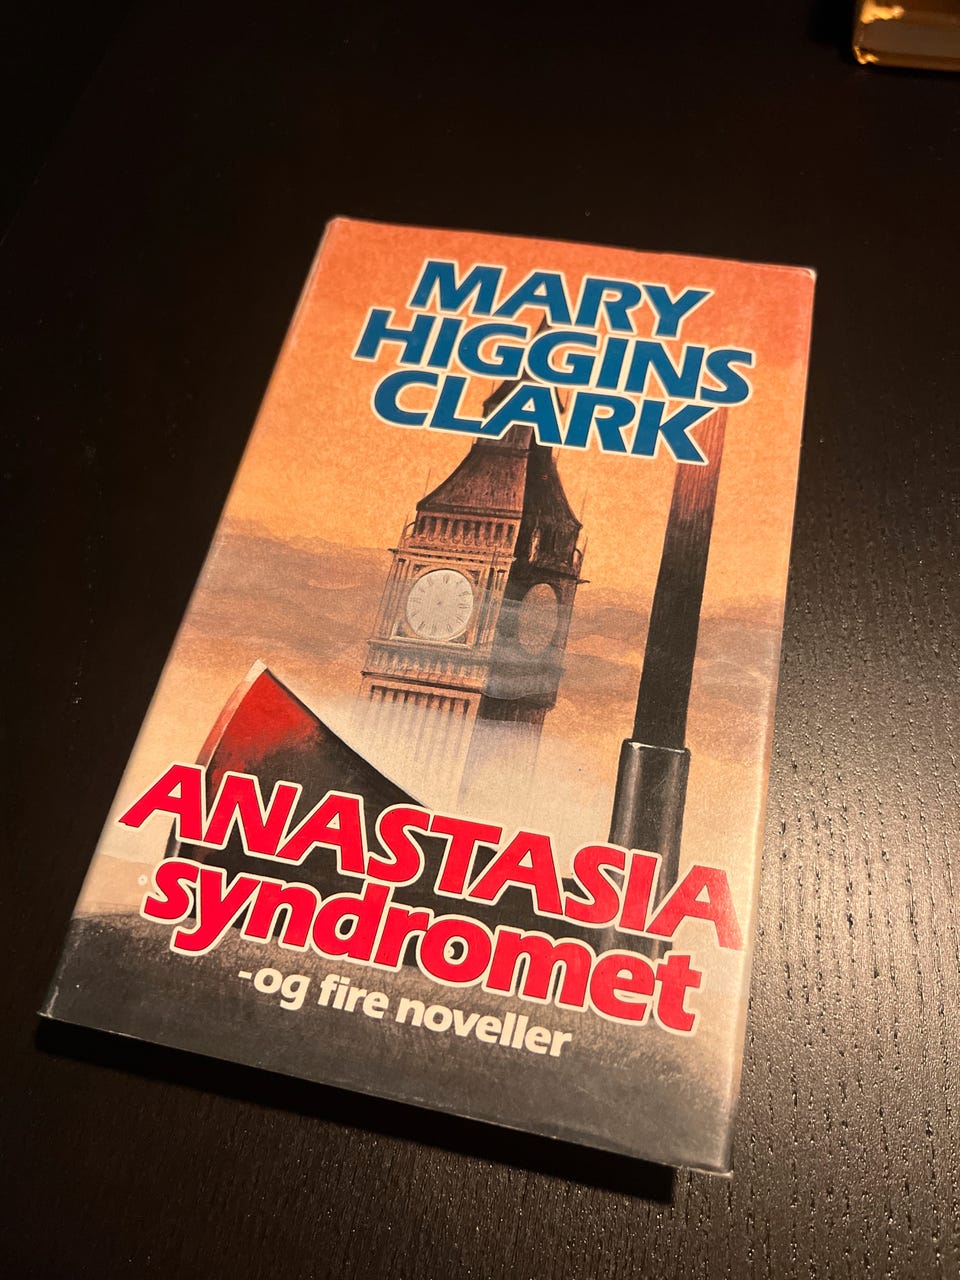 MARY
HIGGINS
CLARK
ANASTASIA
syndromet
-og fire noveller